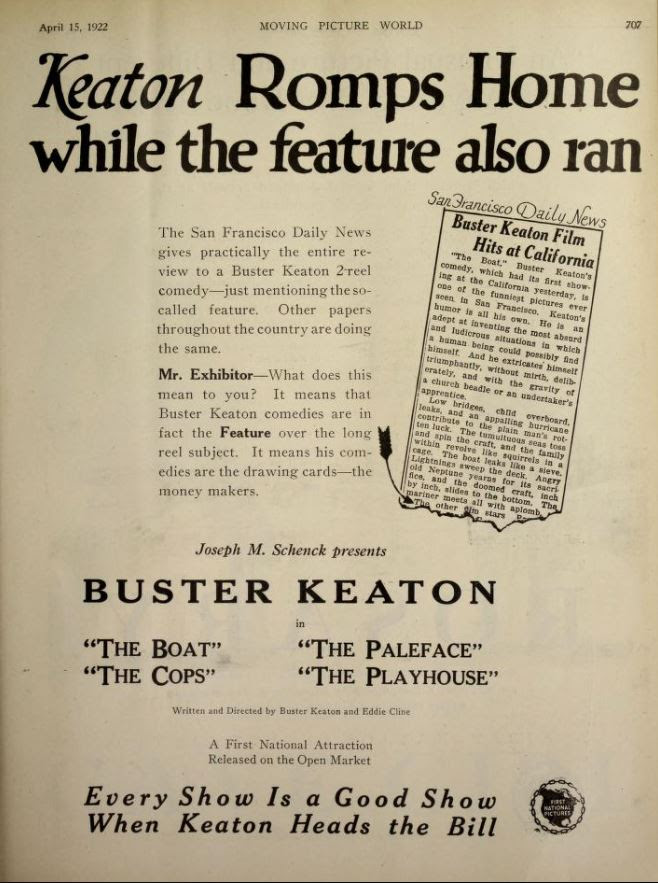 April 15, 1922
MOVING PICTURE WORLD
707
Keaton Romps Home
while the feature also ran
The San Francisco Daily News
gives practically the entire re-
view to a Buster Keaton 2-reel
comedy—just mentioning the so-
called feature. Other papers
throughout the country are doing
the same.
Mr. Exhibitor—What does this
mean to you? It means that
Buster Keaton comedies are in
fact the Feature over the long
reel subject. It means his com-
edies are the drawing cards—the
money makers.
San Francisco Daily News
Buster Keaton Film
Hits at California
"The Boat," Buster Keaton's
comedy, which had its first show-
ing at the California yesterday, is
one of the funniest pictures ever
seen in San Francisco. Keaton's
humor is all his own. He is an
adept at inventing the most absurd
and ludicrous situations in which
a human being could possibly find
himself. And he extricates himself
triumphantly, without mirth, delib-
erately, and with the gravity of
a church beadle or an undertaker's
apprentice.
Low bridges, child overboard,
leaks, and an appalling hurricane
contribute to the plain man's rot-
ten luck. The tumultuous seas toss
and spin the craft, and the family
within revolve like squirrels in a
cage. The boat leaks like a sieve.
Lightnings sweep the deck. Angry
old Neptune yearns for his sacri-
fice, and the doomed craft, inch
by inch, slides to the bottom. The
mariner meets all with aplomb.
The other film stars
Joseph M. Schenck presents
BUSTER KEATON
in
"THE BOAT" "THE PALEFACE"
"THE COPS" "THE PLAYHOUSE"
Written and Directed by Buster Keaton and Eddie Cline
A First National Attraction
Released on the Open Market
Every Show Is a Good Show
When Keaton Heads the Bill
FIRST
NATIONAL
PICTURES